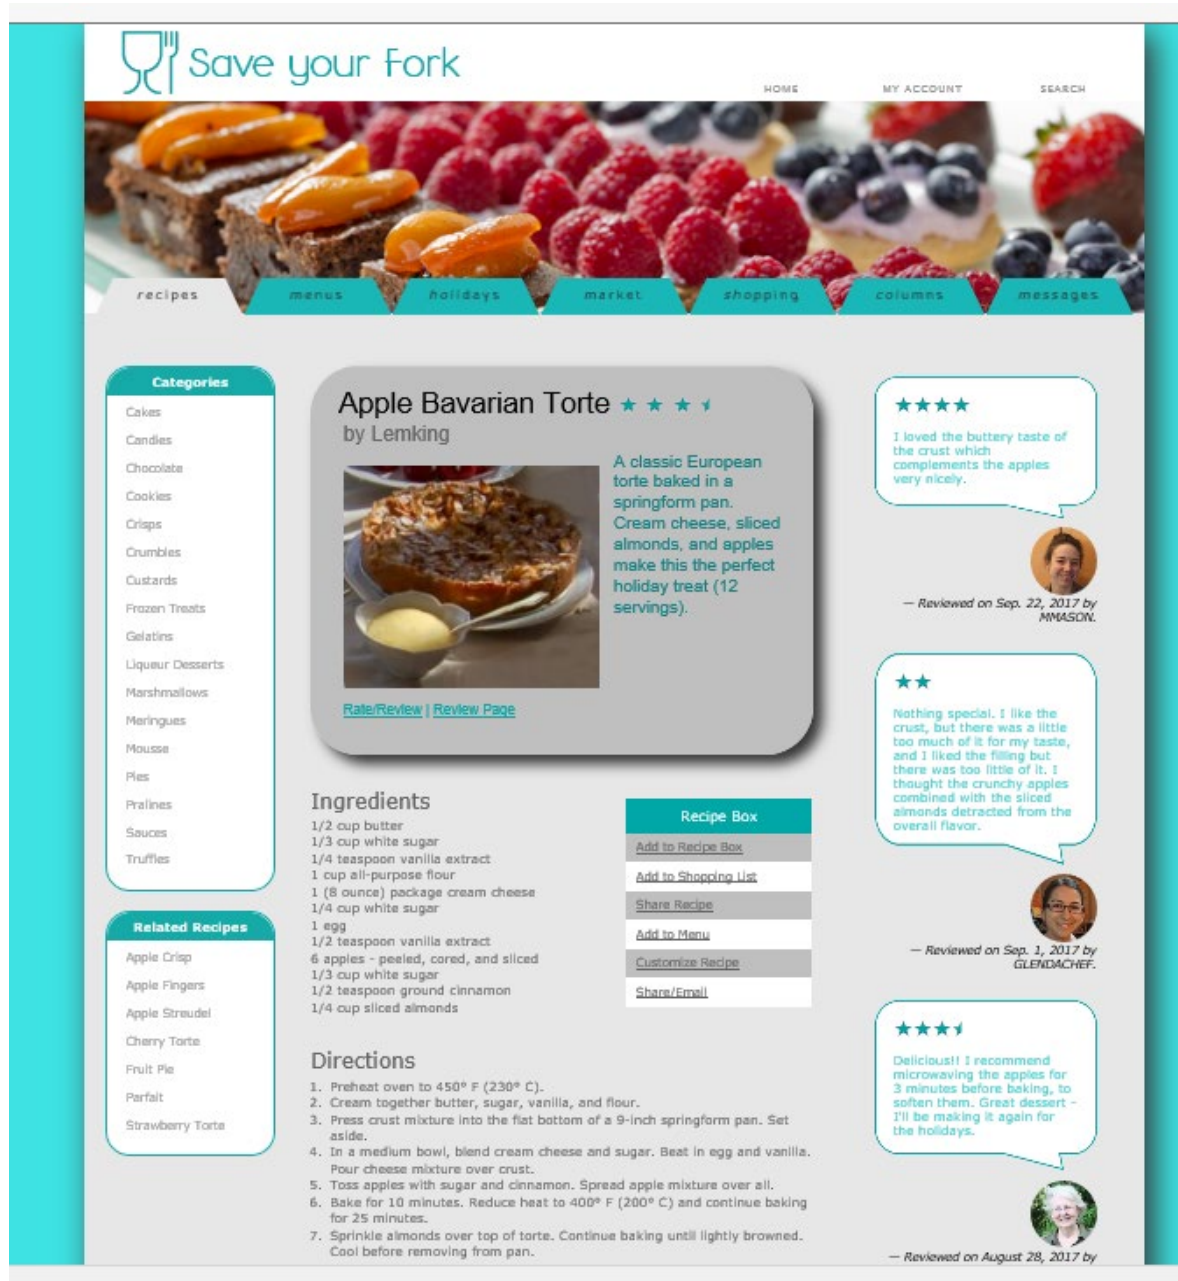 Save your Fork
HOME MY ACCOUNT SEARCH
recipes menus holidays market shopping columns messages
Categories
Cakes
Candies
Chocolate
Cookies
Crisps
Crumbles
Custards
Frozen Treats
Gelatins
Liqueur Desserts
Marshmallows
Meringues
Mousse
Pies
Pralines
Sauces
Truffles
Related Recipes
Apple Crisp
Apple Fingers
Apple Streudel
Cherry Torte
Fruit Pie
Parfait
Strawberry Torte
Apple Bavarian Torte
by Lemking
A classic European
torte baked in a
springform pan.
Cream cheese, sliced
almonds, and apples
make this the perfect
holiday treat (12
servings).
Rate/Review | Review Page
Ingredients
1/2 cup butter
1/3 cup white sugar
1/4 teaspoon vanilla extract
1 cup all-purpose flour
1 (8 ounce) package cream cheese
1/4 cup white sugar
1 egg
1/2 teaspoon vanilla extract
6 apples - peeled, cored, and sliced
1/3 cup white sugar
1/2 teaspoon ground cinnamon
1/4 cup sliced almonds
Recipe Box
Add to Recipe Box
Add to Shopping List
Share Recipe
Add to Menu
Customize Recipe
Share/Email
Directions
1. Preheat oven to 450° F (230° C).
2. Cream together butter, sugar, vanilla, and flour.
3. Press crust mixture into the flat bottom of a 9-inch springform pan. Set
aside.
4. In a medium bowl, blend cream cheese and sugar. Beat in egg and vanilla.
Pour cheese mixture over crust.
5. Toss apples with sugar and cinnamon. Spread apple mixture over all.
6. Bake for 10 minutes. Reduce heat to 400° F (200° C) and continue baking
for 25 minutes.
7. Sprinkle almonds over top of torte. Continue baking until lightly browned.
Cool before removing from pan.
I loved the buttery taste of
the crust which
complements the apples
very nicely.
— Reviewed on Sep. 22, 2017 by
MMASON.
Nothing special. I like the
crust, but there was a little
too much of it for my taste,
and I liked the filling but
there was too little of it. I
thought the crunchy apples
combined with the sliced
almonds detracted from the
overall flavor.
— Reviewed on Sep. 1, 2017 by
GLENDACHEF.
Delicious!! I recommend
microwaving the apples for
3 minutes before baking, to
soften them. Great dessert -
I'll be making it again for
the holidays.
— Reviewed on August 28, 2017 by